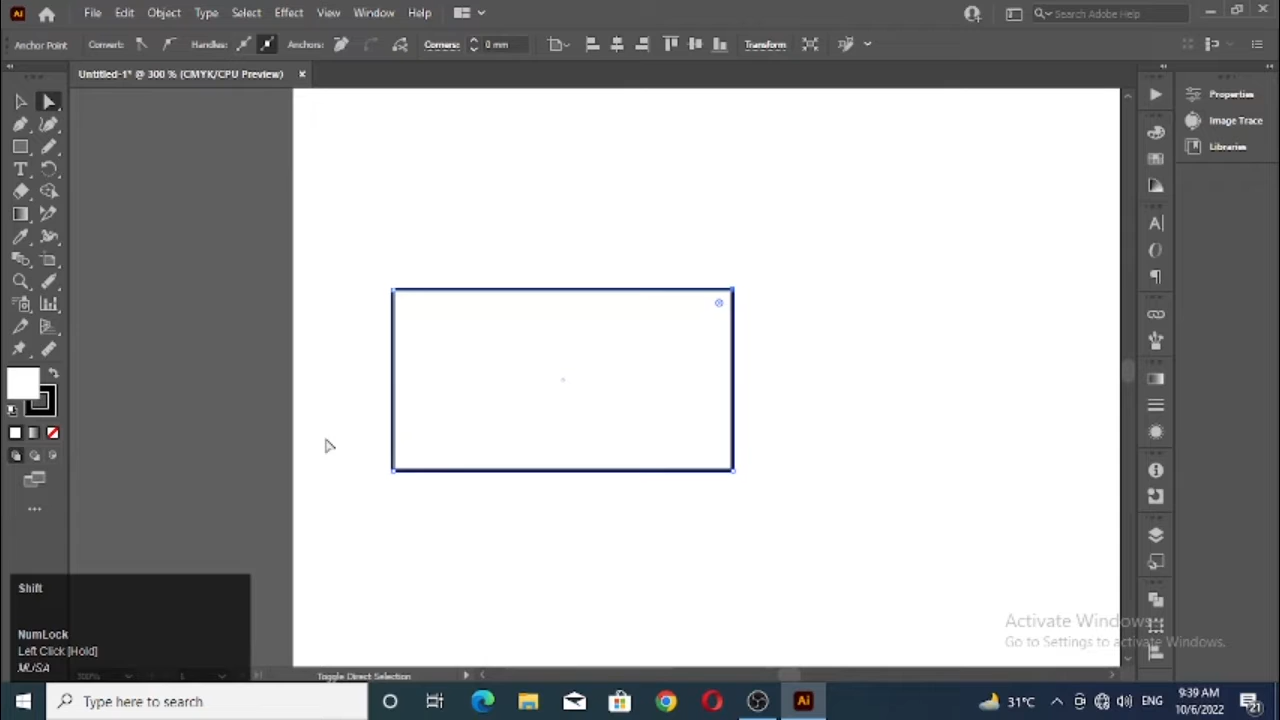 Ai File Edit Object Type Select Effect View Window Help Search Adobe Help
Anchor Point Convert: Handles: Anchors: Corners: 0 mm Transform
Untitled-1* @ 300 % (CMYK/CPU Preview) ×
Properties
Image Trace
Libraries
Shift
NumLock
Left Click [Hold]
300% Toggle Direct Selection
Activate Windows
Go to Settings to activate Windows.
Type here to search Ai 31°C ENG 9:39 AM
10/6/2022 21